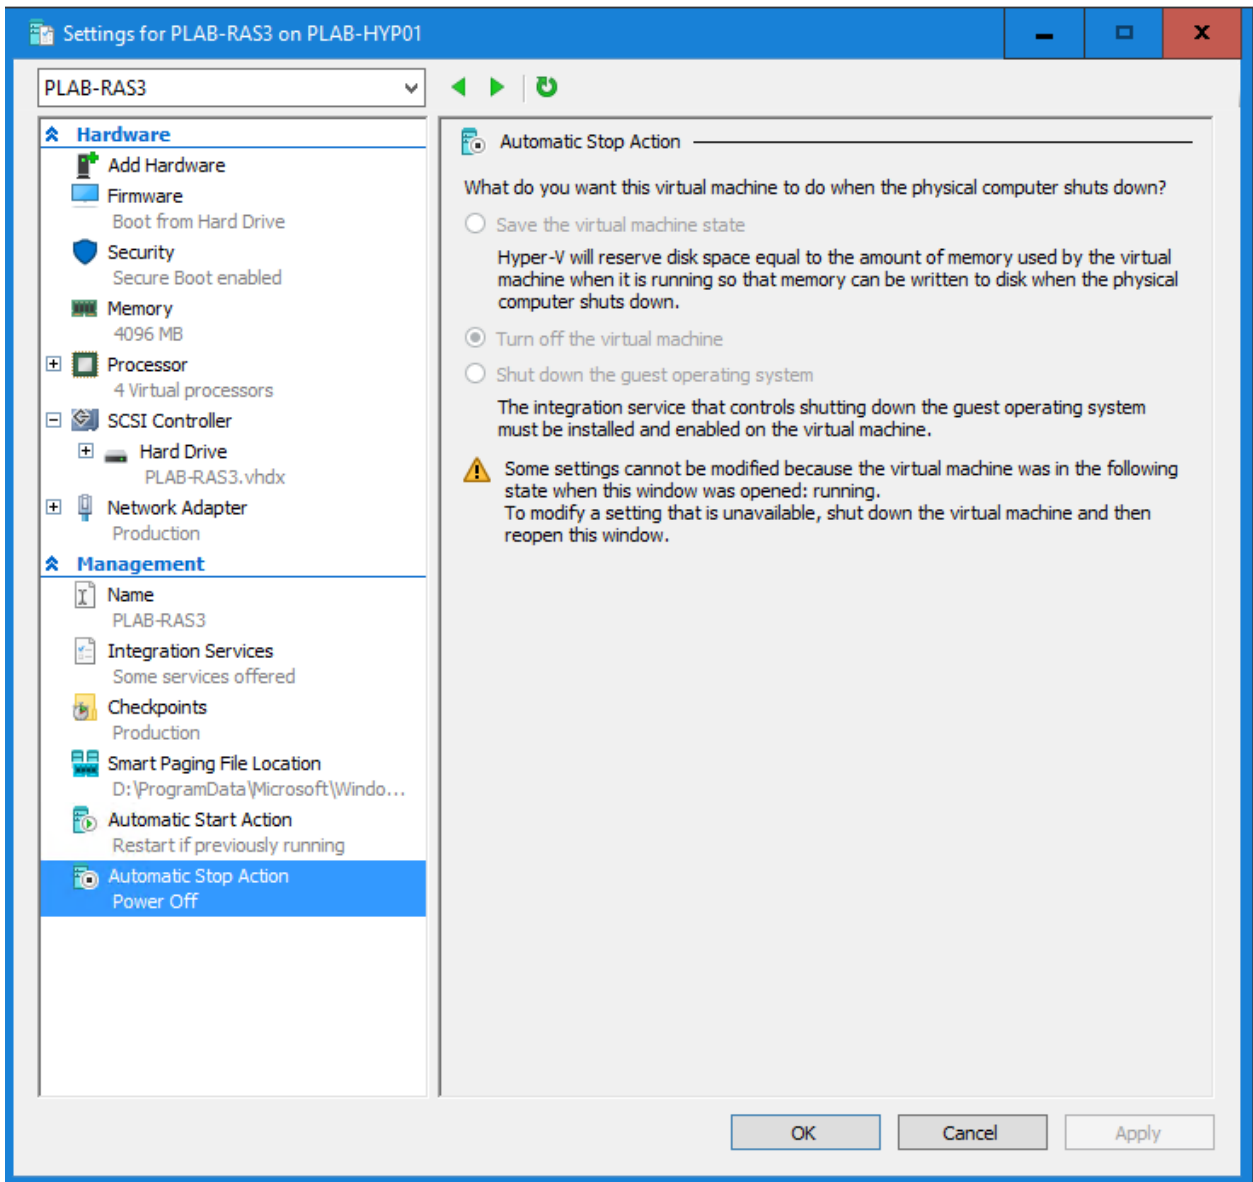 Settings for PLAB-RAS3 on PLAB-HYP01
PLAB-RAS3
Hardware
Add Hardware
Firmware
Boot from Hard Drive
Security
Secure Boot enabled
Memory
4096 MB
Processor
4 Virtual processors
SCSI Controller
Hard Drive
PLAB-RAS3.vhdx
Network Adapter
Production
Management
Name
PLAB-RAS3
Integration Services
Some services offered
Checkpoints
Production
Smart Paging File Location
D:\ProgramData\Microsoft\Windo...
Automatic Start Action
Restart if previously running
Automatic Stop Action
Power Off
Automatic Stop Action
What do you want this virtual machine to do when the physical computer shuts down?
Save the virtual machine state
Hyper-V will reserve disk space equal to the amount of memory used by the virtual
machine when it is running so that memory can be written to disk when the physical
computer shuts down.
Turn off the virtual machine
Shut down the guest operating system
The integration service that controls shutting down the guest operating system
must be installed and enabled on the virtual machine.
Some settings cannot be modified because the virtual machine was in the following
state when this window was opened: running.
To modify a setting that is unavailable, shut down the virtual machine and then
reopen this window.
OK
Cancel
Apply